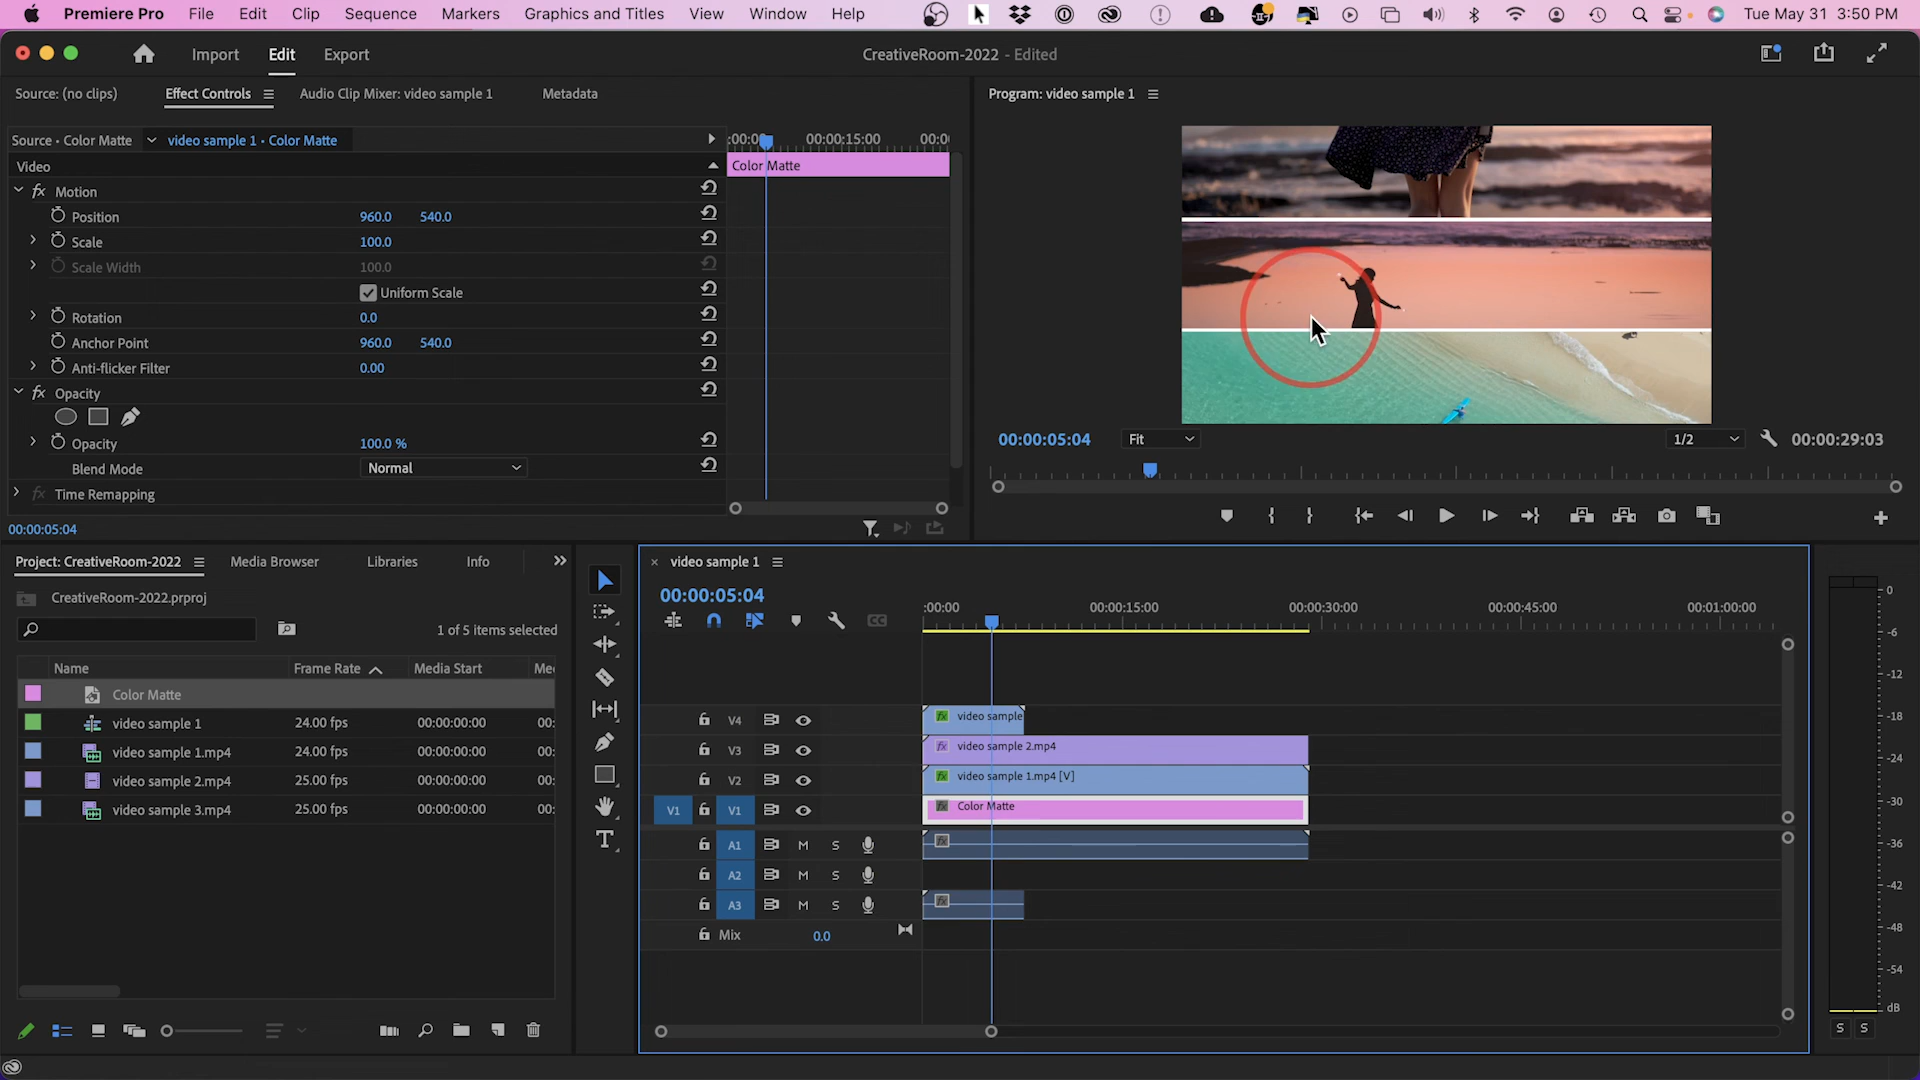 Premiere Pro File Edit Clip Sequence Markers Graphics and Titles View Window Help Tue May 31 3:50 PM
Import Edit Export CreativeRoom-2022 - Edited
Source: (no clips) Effect Controls Audio Clip Mixer: video sample 1 Metadata
Source • Color Matte video sample 1 • Color Matte
:00:00 00:00:15:00 00:0
Video
Color Matte
fx Motion
Position 960.0 540.0
Scale 100.0
Scale Width 100.0
Uniform Scale
Rotation 0.0
Anchor Point 960.0 540.0
Anti-flicker Filter 0.00
fx Opacity
Opacity 100.0 %
Blend Mode Normal
fx Time Remapping
00:00:05:04
Program: video sample 1
00:00:05:04 Fit 1/2 00:00:29:03
Project: CreativeRoom-2022 Media Browser Libraries Info
CreativeRoom-2022.prproj
1 of 5 items selected
Name Frame Rate Media Start Me
Color Matte
video sample 1 24.00 fps 00:00:00:00 00:
video sample 1.mp4 24.00 fps 00:00:00:00 00:
video sample 2.mp4 25.00 fps 00:00:00:00 00:
video sample 3.mp4 25.00 fps 00:00:00:00 00:
T
video sample 1
00:00:05:04
CC
:00:00 00:00:15:00 00:00:30:00 00:00:45:00 00:01:00:00
V4 fx video sample
V3 fx video sample 2.mp4
V2 fx video sample 1.mp4 [V]
V1 V1 fx Color Matte
A1 M S fx
A2 M S
A3 M S fx
Mix 0.0
0
-6
-12
-18
-24
-30
-36
-42
-48
-54
dB
S S